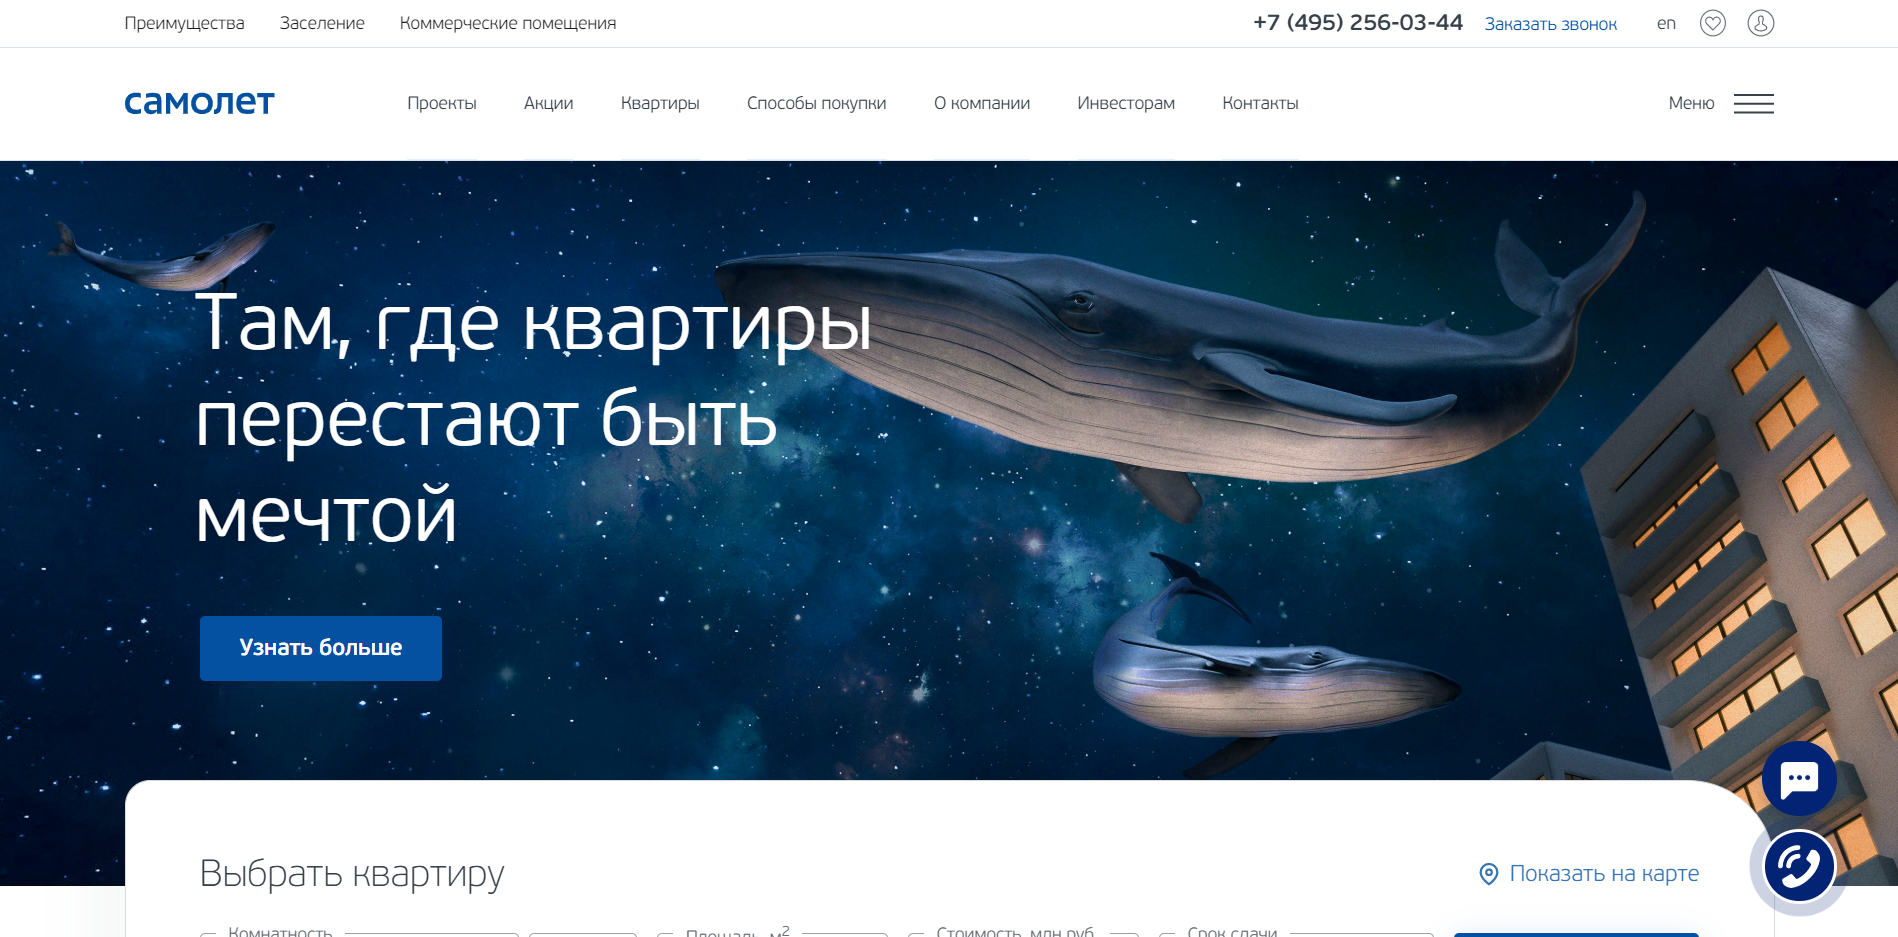 Преимущества Заселение Коммерческие помещения +7 (495) 256-03-44 Заказать звонок en
самолет Проекты Акции Квартиры Способы покупки О компании Инвесторам Контакты Меню
Там, где квартиры
перестают быть
мечтой
Узнать больше
Выбрать квартиру Показать на карте
Комнатность Площадь, м2 Стоимость, млн руб. Срок сдачи